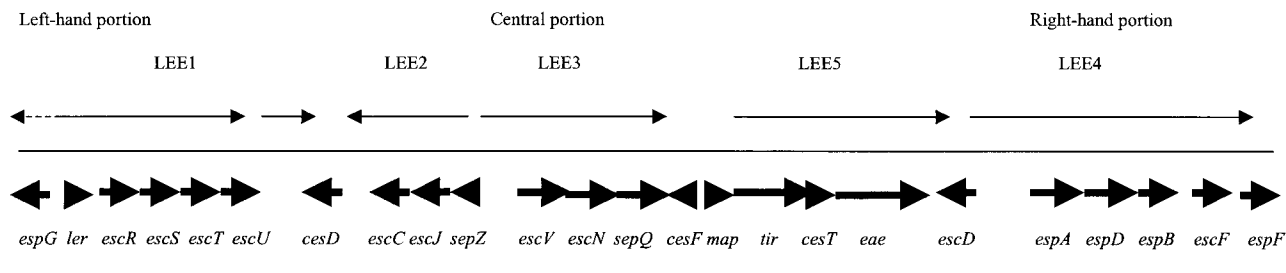 Left-hand portion Central portion Right-hand portion
LEE1 LEE2 LEE3 LEE5 LEE4
espG ler escR escS escT escU cesD escC escJ sepZ escV escN sepQ cesF map tir cesT eae escD espA espD espB escF espF